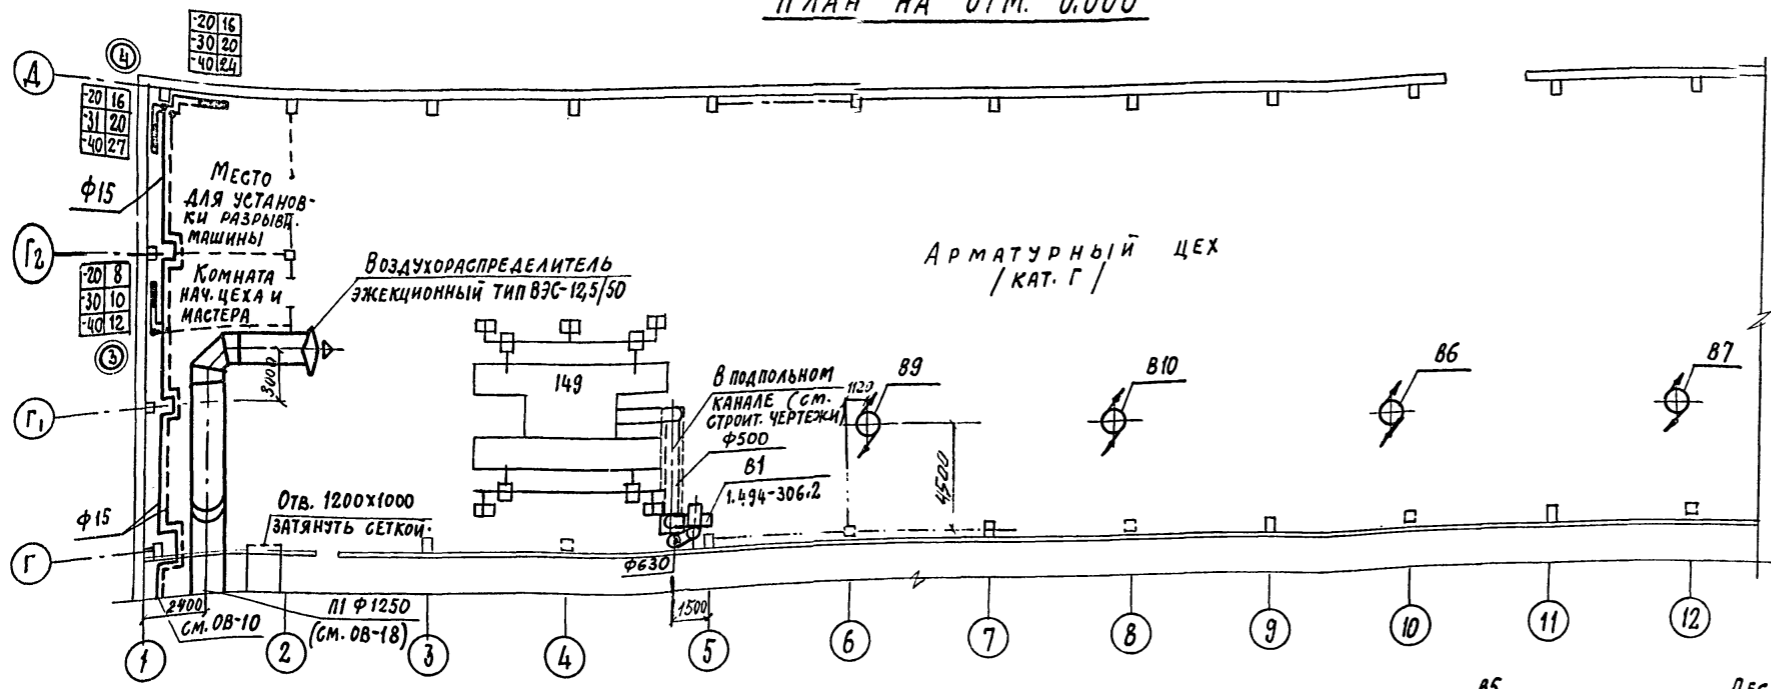 ПЛАН НА ОТМ. 0.000
-20 16
-30 20
-40 24
4
Д
-20 16
-31 20
-40 27
Ф15
МЕСТО
ДЛЯ УСТАНОВ-
КИ РАЗРЫВН.
МАШИНЫ
Г2
-20 8
-30 10
-40 12
КОМНАТА
НАЧ. ЦЕХА И
МАСТЕРА
3
ВОЗДУХОРАСПРЕДЕЛИТЕЛЬ
ЭЖЕКЦИОННЫЙ ТИП ВЭС-12,5/50
АРМАТУРНЫЙ ЦЕХ
/КАТ. Г/
3000
149
В ПОДПОЛЬНОМ
КАНАЛЕ (СМ.
СТРОИТ. ЧЕРТЕЖИ)
Ф500
1120
В9
В10
В6
В7
Г1
4500
В1
1.494-306.2
ОТВ. 1200х1000
ЗАТЯНУТЬ СЕТКОЙ.
Ф15
Г
Ф630
2400
СМ. ОВ-10
П1 Ф1250
(СМ. ОВ-18)
1500
1
2
3
4
5
6
7
8
9
10
11
12
В5